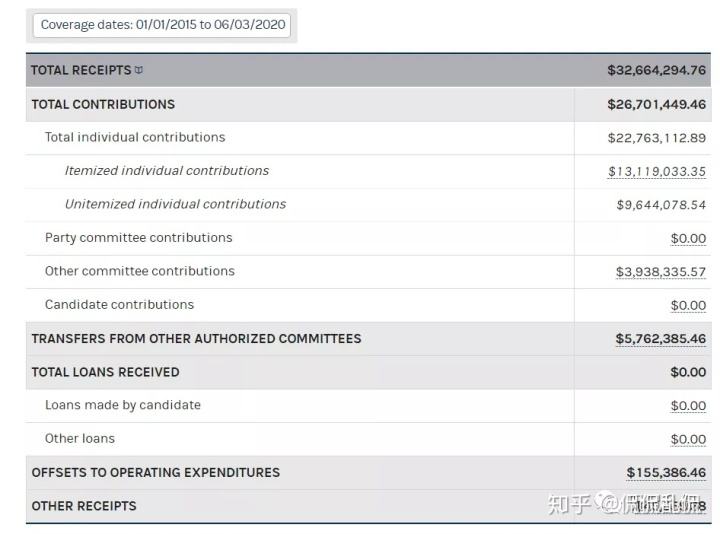 Coverage dates: 01/01/2015 to 06/03/2020
TOTAL RECEIPTS $32,664,294.76
TOTAL CONTRIBUTIONS $26,701,449.46
Total individual contributions $22,763,112.89
Itemized individual contributions $13,119,033.35
Unitemized individual contributions $9,644,078.54
Party committee contributions $0.00
Other committee contributions $3,938,335.57
Candidate contributions $0.00
TRANSFERS FROM OTHER AUTHORIZED COMMITTEES $5,762,385.46
TOTAL LOANS RECEIVED $0.00
Loans made by candidate $0.00
Other loans $0.00
OFFSETS TO OPERATING EXPENDITURES $155,386.46
OTHER RECEIPTS
知乎 @侃侃乱侃